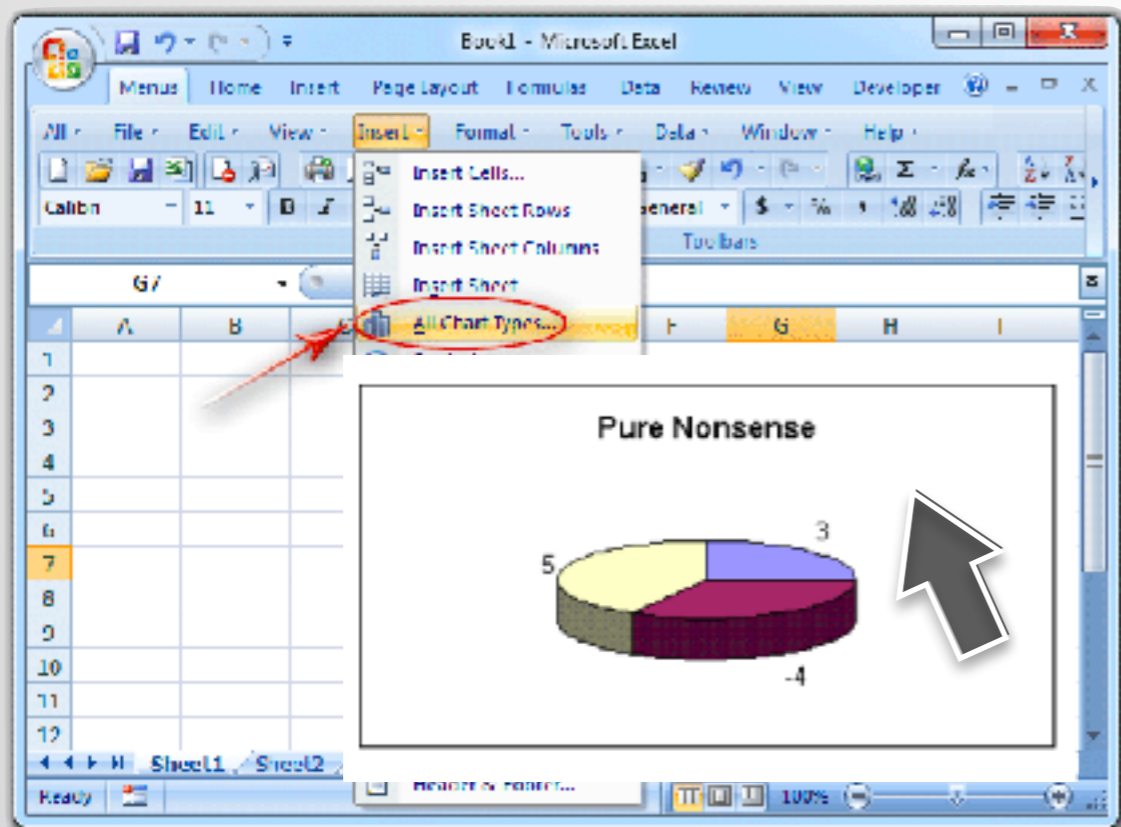 Book1 - Microsoft Excel
Menus Home Insert Page Layout Formulas Data Review View Developer
All File Edit View Insert Format Tools Data Window Help
Calibri 11 B I General $ %
Toolbars
Insert Cells...
Insert Sheet Rows
Insert Sheet Columns
Insert Sheet
All Chart Types...
G7
A B F G H I
1
2
3
4
5
6
7
8
9
10
11
12
Pure Nonsense
3
5
-4
Sheet1 Sheet2
Header & Footer...
Ready 100%